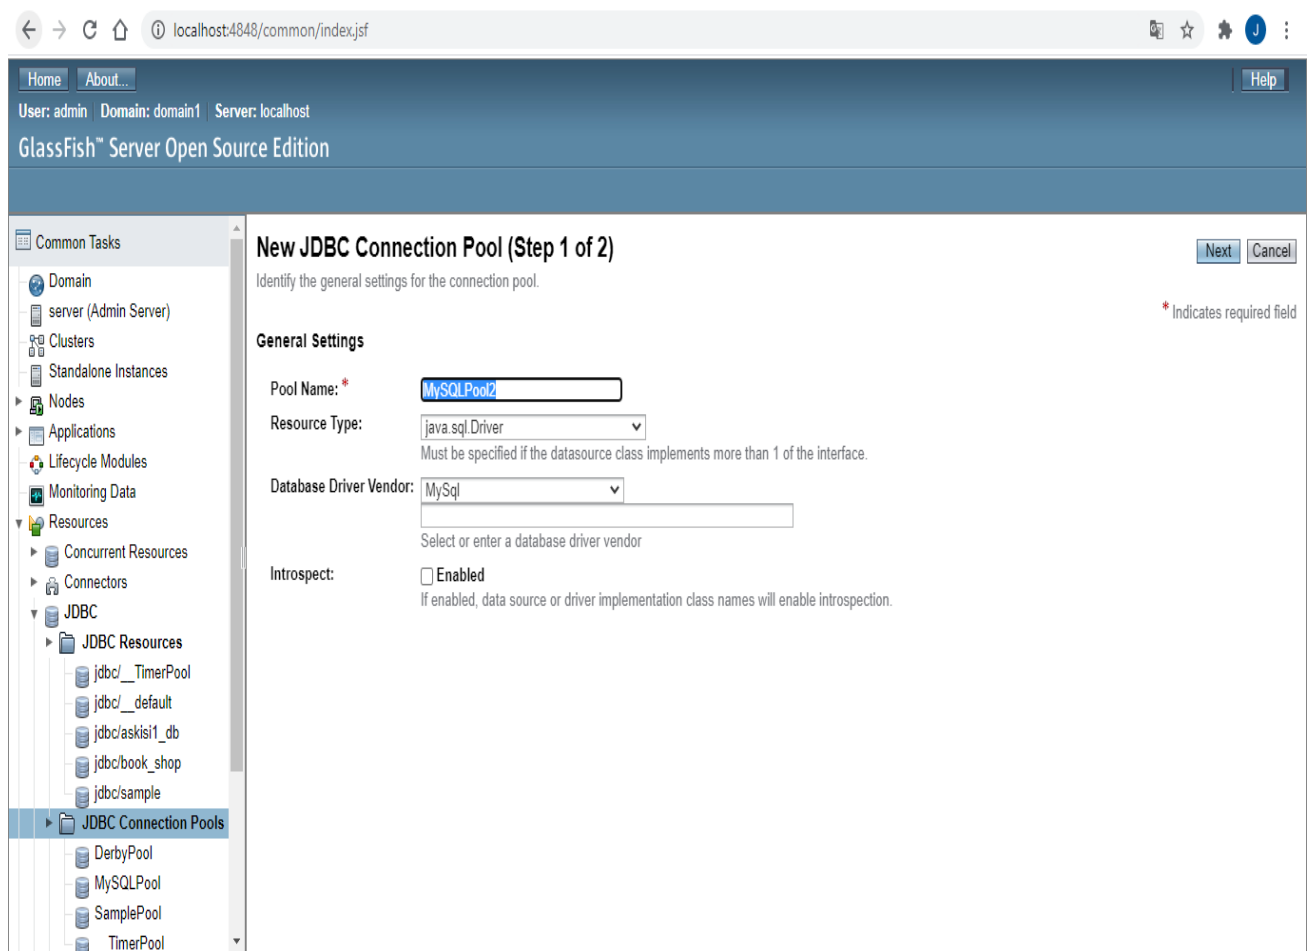 localhost:4848/common/index.jsf
J
Home About... Help
User: admin Domain: domain1 Server: localhost
GlassFish™ Server Open Source Edition
Common Tasks
Domain
server (Admin Server)
Clusters
Standalone Instances
Nodes
Applications
Lifecycle Modules
Monitoring Data
Resources
Concurrent Resources
Connectors
JDBC
JDBC Resources
jdbc/__TimerPool
jdbc/__default
jdbc/askisi1_db
jdbc/book_shop
jdbc/sample
JDBC Connection Pools
DerbyPool
MySQLPool
SamplePool
__TimerPool
New JDBC Connection Pool (Step 1 of 2)
Next Cancel
Identify the general settings for the connection pool.
* Indicates required field
General Settings
Pool Name: * MySQLPool2
Resource Type: java.sql.Driver
Must be specified if the datasource class implements more than 1 of the interface.
Database Driver Vendor: MySql
Select or enter a database driver vendor
Introspect: Enabled
If enabled, data source or driver implementation class names will enable introspection.